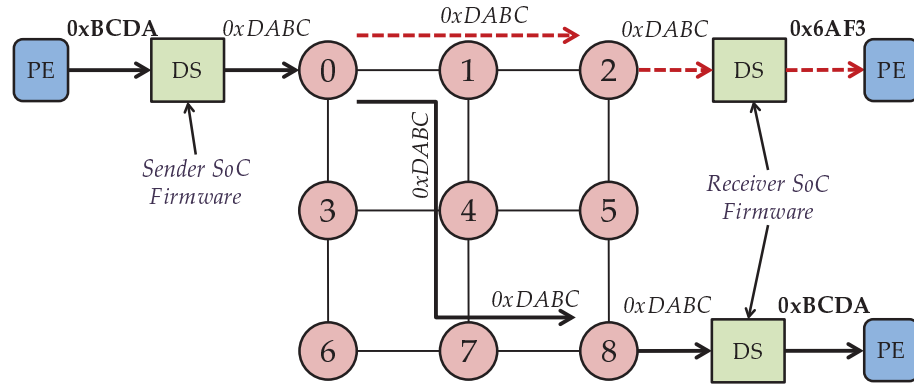 0xDABC
0xBCDA
0xDABC
0xDABC
0x6AF3
PE
DS
0
1
2
DS
PE
0xDABC
Sender SoC
Firmware
3
4
5
Receiver SoC
Firmware
0xDABC
0xDABC
0xBCDA
6
7
8
DS
PE